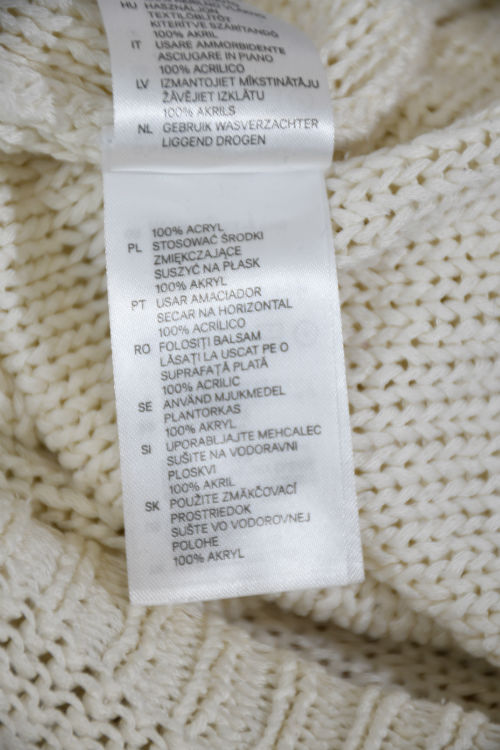 HU HASZNÁLJON
TEXTILÖBLÍTŐT
KITERÍTVE SZÁRÍTANDÓ
100% AKRIL
IT USARE AMMORBIDENTE
ASCIUGARE IN PIANO
100% ACRILICO
LV IZMANTOJIET MĪKSTINĀTĀJU
ŽĀVĒJIET IZKLĀTU
100% AKRILS
NL GEBRUIK WASVERZACHTER
LIGGEND DROGEN
100% ACRYL
PL STOSOWAĆ ŚRODKI
ZMIĘKCZAJĄCE
SUSZYĆ NA PŁASK
100% AKRYL
PT USAR AMACIADOR
SECAR NA HORIZONTAL
100% ACRÍLICO
RO FOLOSIȚI BALSAM
LĂSAȚI LA USCAT PE O
SUPRAFAȚĂ PLATĂ
100% ACRILIC
SE ANVÄND MJUKMEDEL
PLANTORKAS
100% AKRYL
SI UPORABLJAJTE MEHCALEC
SUŠITE NA VODORAVNI
PLOSKVI
100% AKRIL
SK POUŽITE ZMÄKČOVACÍ
PROSTRIEDOK
SUŠTE VO VODOROVNEJ
POLOHE
100% AKRYL